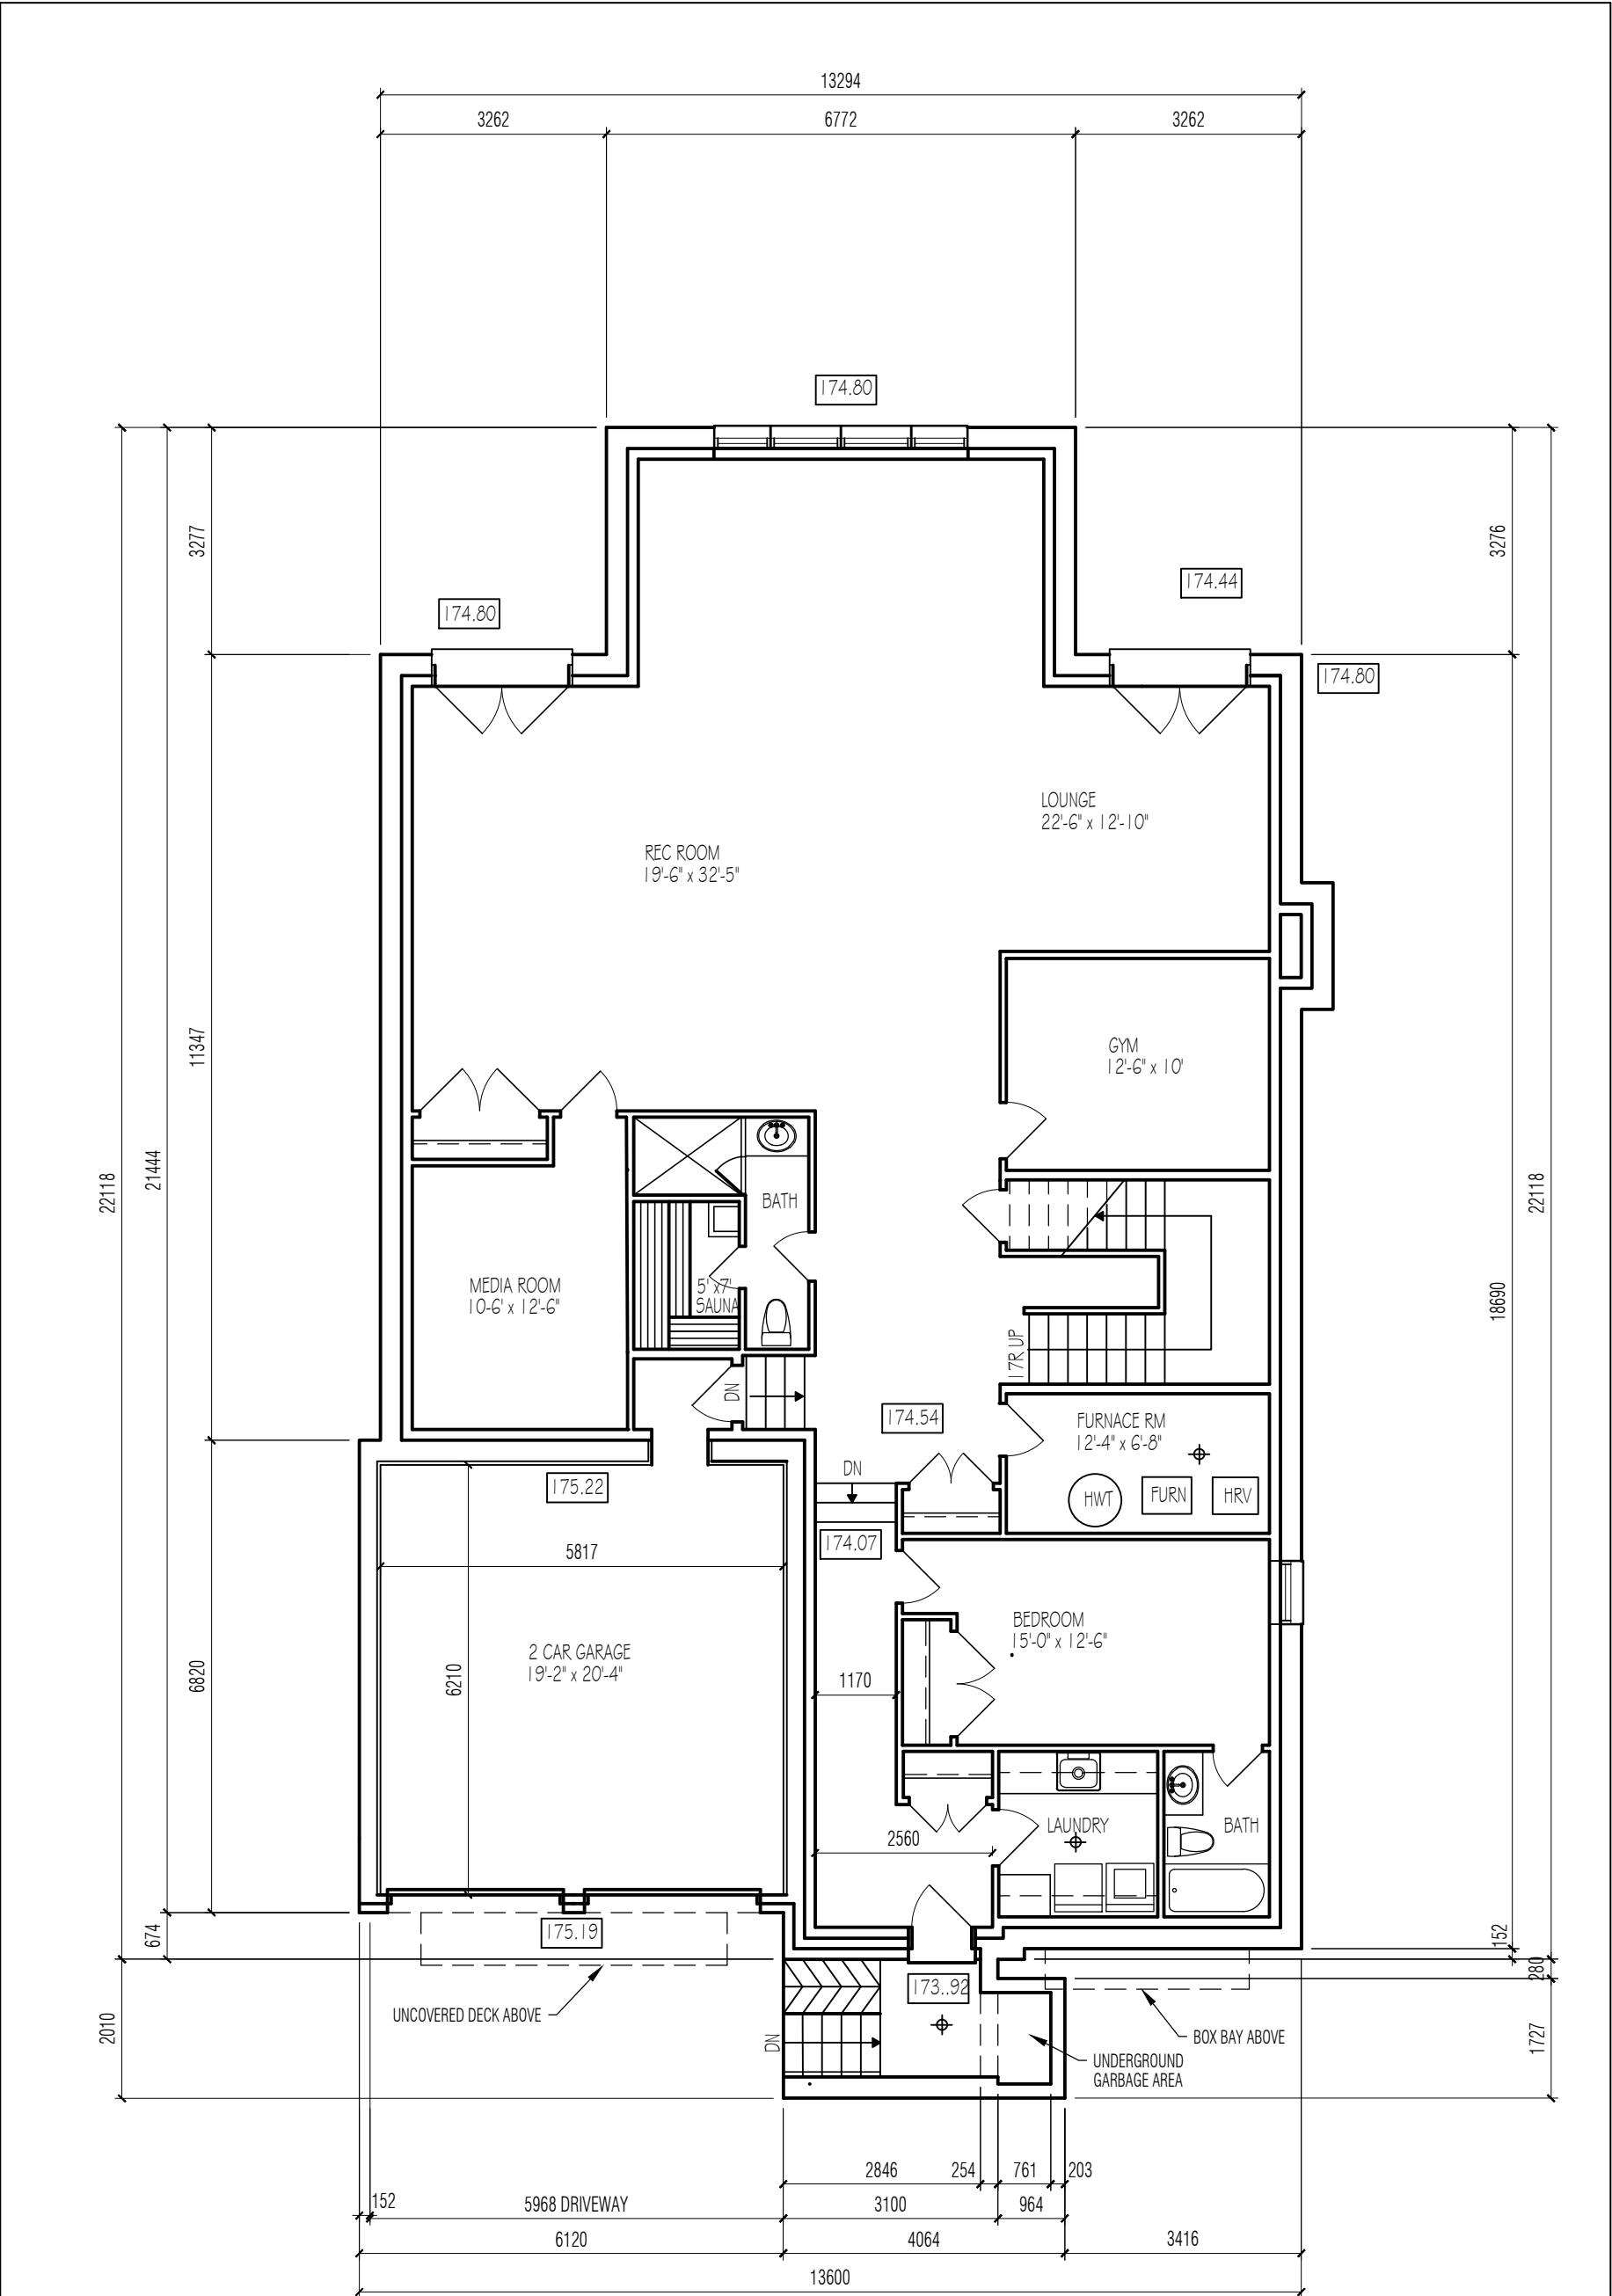 13294
3262 6772 3262
174.80
3277
3276
174.44
174.80
174.80
LOUNGE
22'-6" x 12'-10"
REC ROOM
19'-6" x 32'-5"
11347
GYM
12'-6" x 10'
22118
21444
22118
BATH
MEDIA ROOM
10-6' x 12'-6"
5' x7'
SAUNA
18690
17R UP
DN
174.54
FURNACE RM
12'-4" x 6'-8"
DN
175.22
HWT
FURN
HRV
174.07
5817
BEDROOM
15'-0" x 12'-6"
2 CAR GARAGE
19'-2" x 20'-4"
6820
6210
1170
LAUNDRY
BATH
2560
674
175.19
152
280
173..92
UNCOVERED DECK ABOVE
2010
DN
BOX BAY ABOVE
1727
UNDERGROUND
GARBAGE AREA
2846 254 761 203
152 5968 DRIVEWAY 3100 964
6120 4064 3416
13600